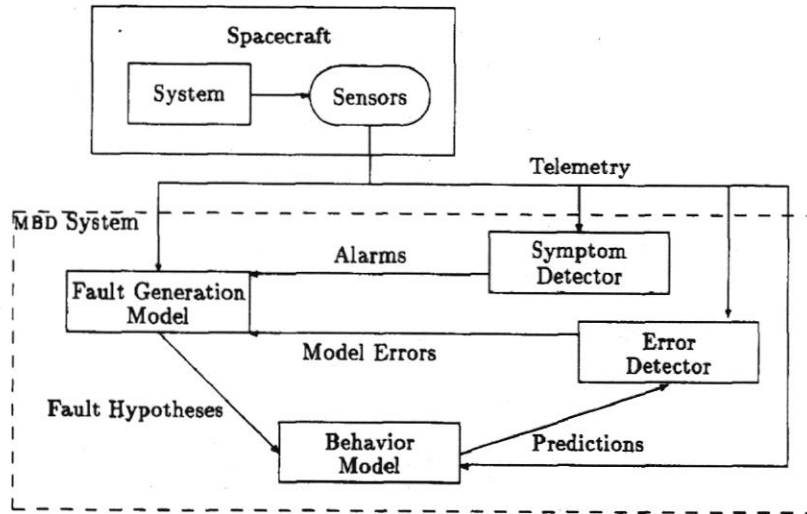 Spacecraft
System
Sensors
Telemetry
MBD System
Symptom
Detector
Alarms
Fault Generation
Model
Model Errors
Error
Detector
Fault Hypotheses
Behavior
Model
Predictions